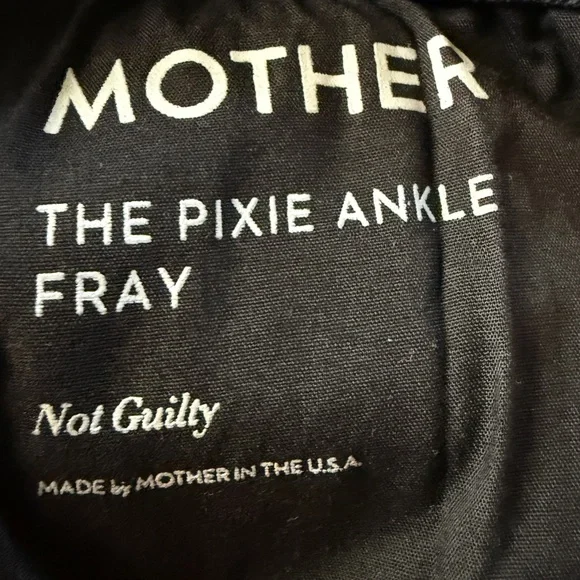 MOTHER
THE PIXIE ANKLE
FRAY
Not Guilty
MADE by MOTHER IN THE U.S.A.